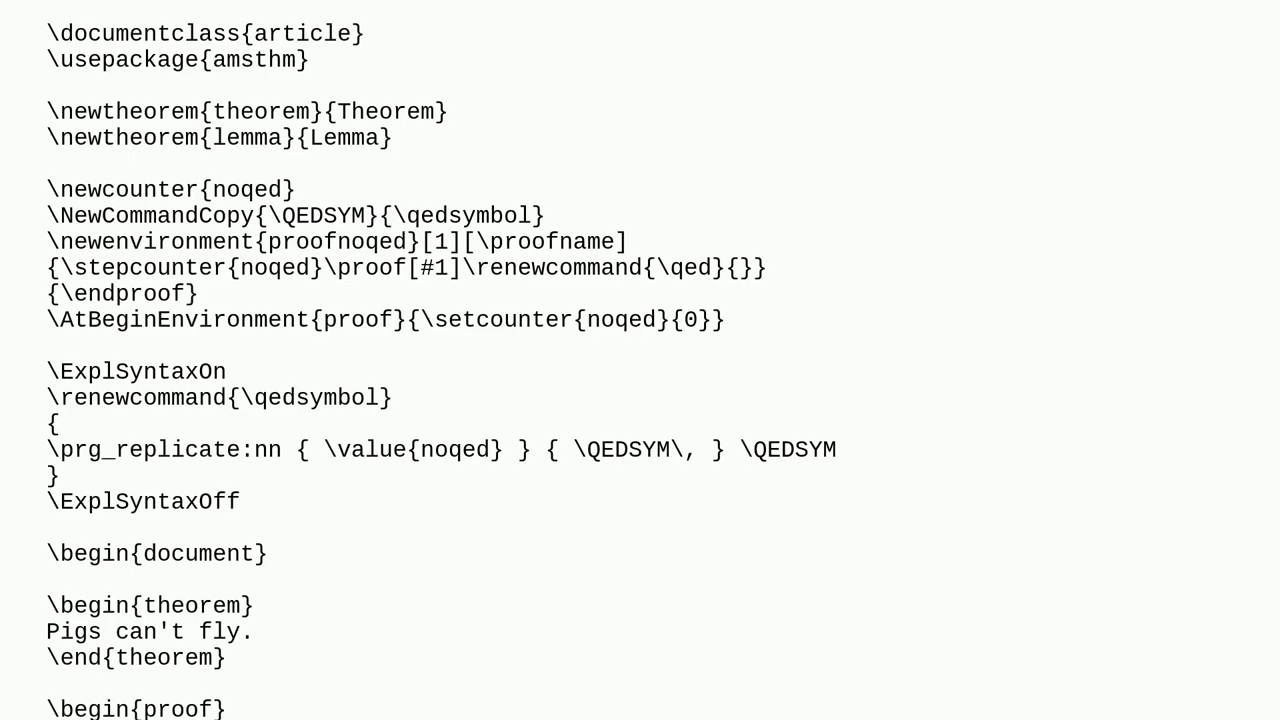 \documentclass{article}
\usepackage{amsthm}
\newtheorem{theorem}{Theorem}
\newtheorem{lemma}{Lemma}
\newcounter{noqed}
\NewCommandCopy{\QEDSYM}{\qedsymbol}
\newenvironment{proofnoqed}[1][\proofname]
{\stepcounter{noqed}\proof[#1]\renewcommand{\qed}{}}
{\endproof}
\AtBeginEnvironment{proof}{\setcounter{noqed}{0}}
\ExplSyntaxOn
\renewcommand{\qedsymbol}
{
\prg_replicate:nn { \value{noqed} } { \QEDSYM\, } \QEDSYM
}
\ExplSyntaxOff
\begin{document}
\begin{theorem}
Pigs can't fly.
\end{theorem}
\begin{proof}